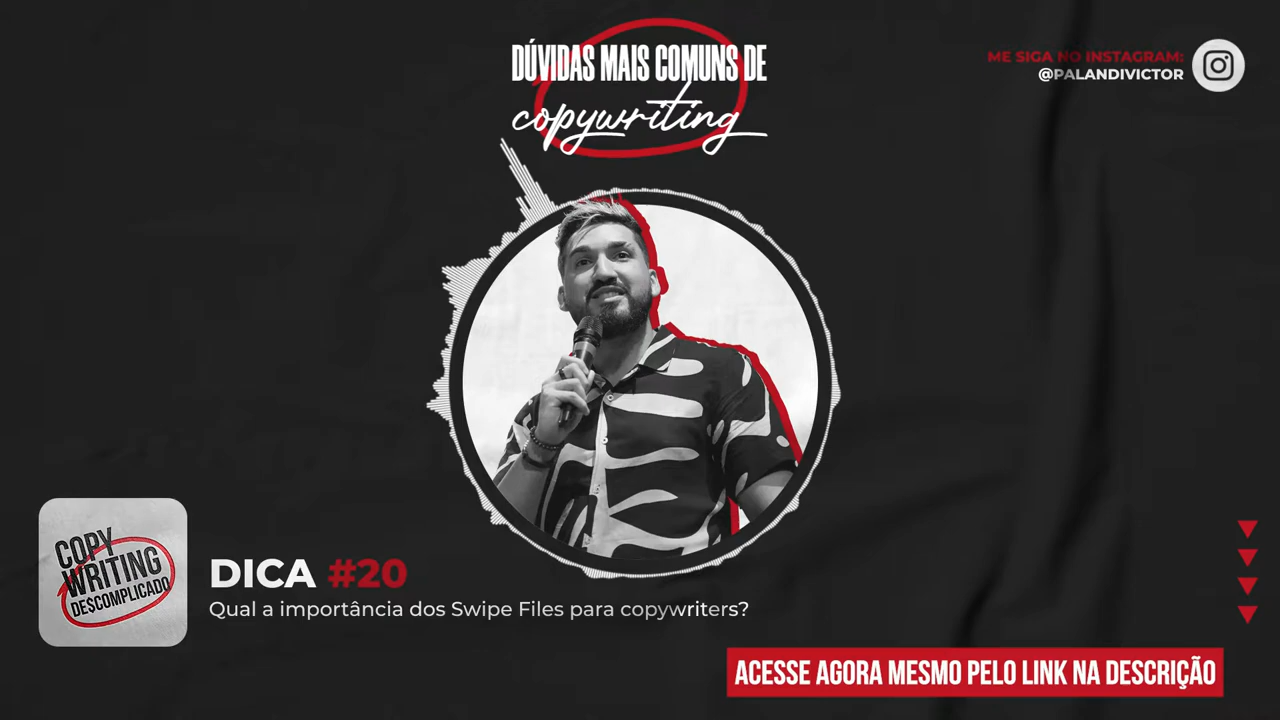 DÚVIDAS MAIS COMUNS DE
copywriting
ME SIGA NO INSTAGRAM:
@PALANDIVICTOR
COPY
WRITING
DESCOMPLICADO
DICA #20
Qual a importância dos Swipe Files para copywriters?
ACESSE AGORA MESMO PELO LINK NA DESCRIÇÃO